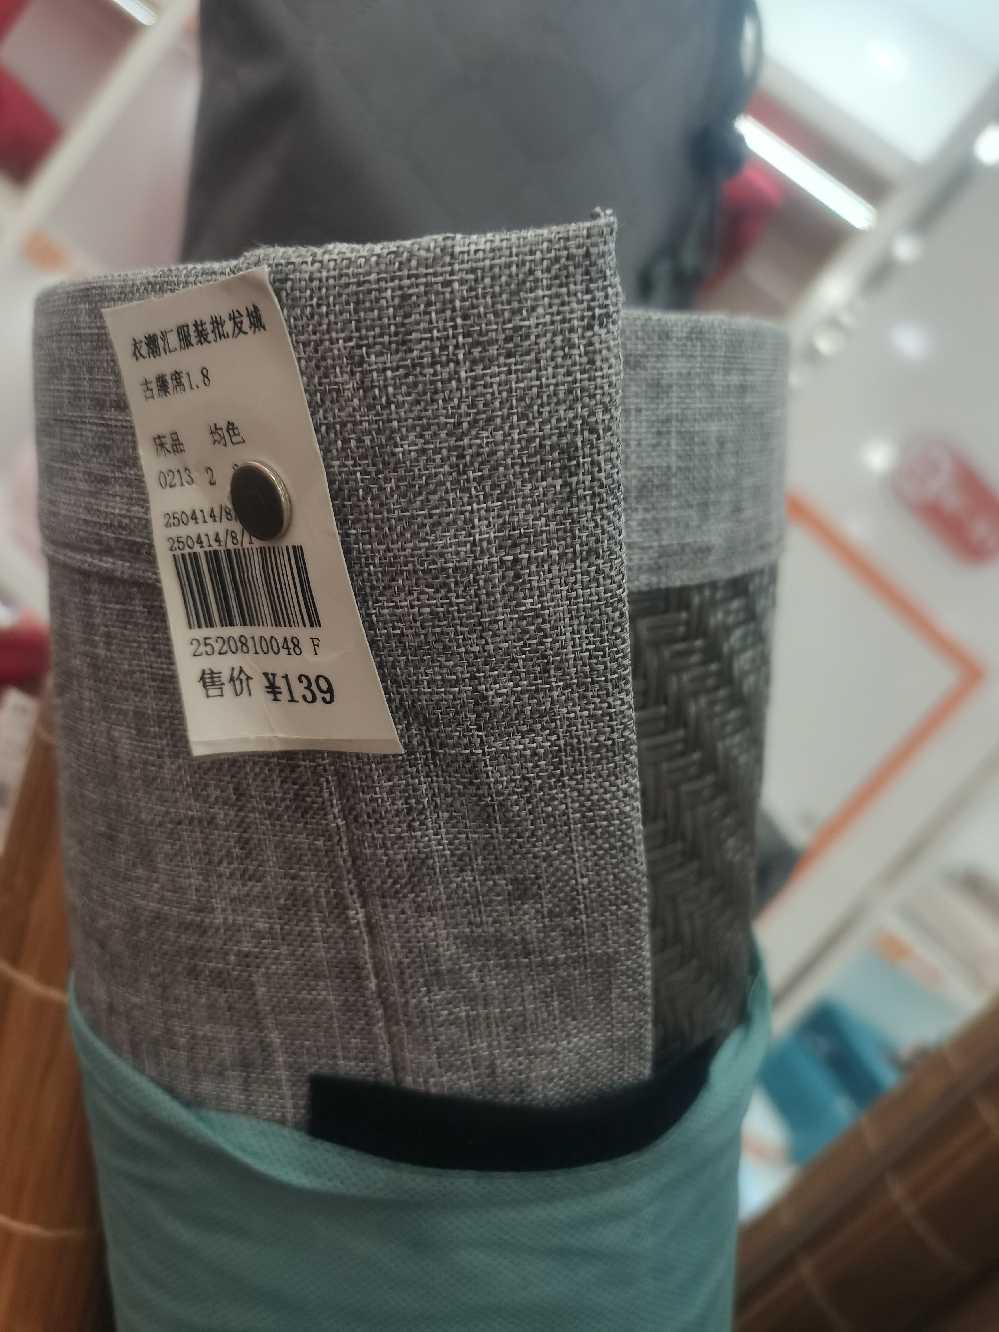 衣潮汇服装批发城
古藤席1.8
床品 均色
0213 2
250414/8/
250414/8/1
2520810048 F
售价 ¥139